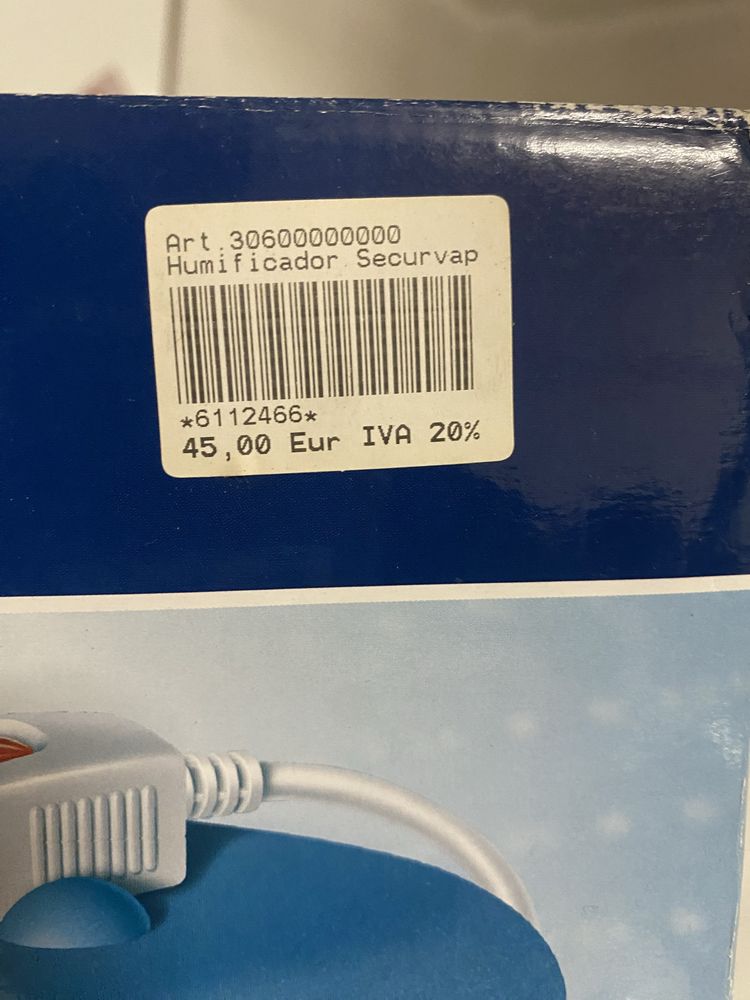 Art.30600000000
Humificador Securvap
*6112466*
45,00 Eur IVA 20%